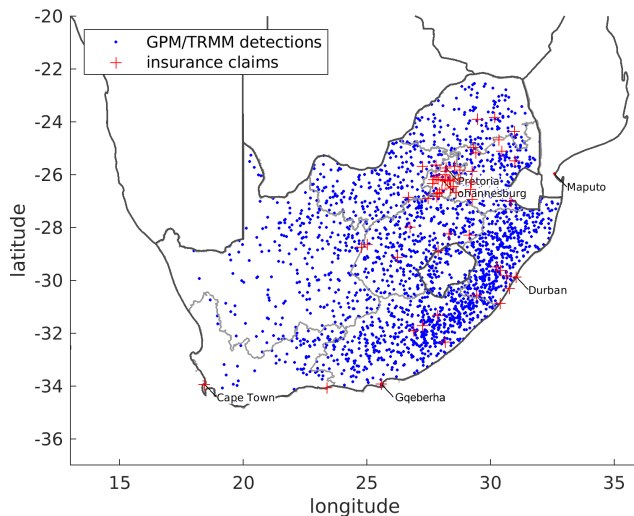 -20
GPM/TRMM detections
insurance claims
-22
-24
-26
Pretoria
Johannesburg
Maputo
-28
latitude
-30
Durban
-32
-34
Cape Town
Gqeberha
-36
15
20
25
30
35
longitude